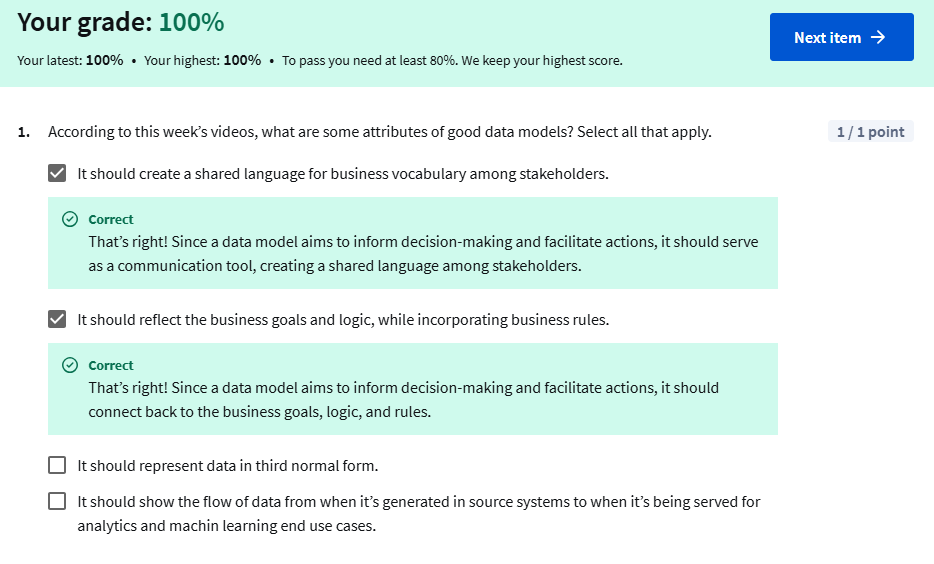 Your grade: 100%
Next item →
Your latest: 100% • Your highest: 100% • To pass you need at least 80%. We keep your highest score.
1. According to this week’s videos, what are some attributes of good data models? Select all that apply.
1 / 1 point
It should create a shared language for business vocabulary among stakeholders.
Correct
That’s right! Since a data model aims to inform decision-making and facilitate actions, it should serve
as a communication tool, creating a shared language among stakeholders.
It should reflect the business goals and logic, while incorporating business rules.
Correct
That’s right! Since a data model aims to inform decision-making and facilitate actions, it should
connect back to the business goals, logic, and rules.
It should represent data in third normal form.
It should show the flow of data from when it’s generated in source systems to when it’s being served for
analytics and machin learning end use cases.